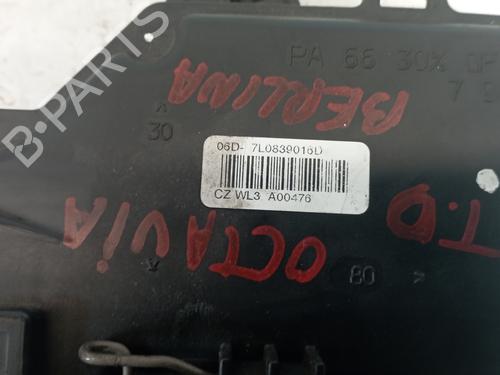 PA 66 30% GF
BERLINA
30
06D- 7L0839016D
CZ WL3 A00476
T.D
OCTAVIA
80
B-PARTS